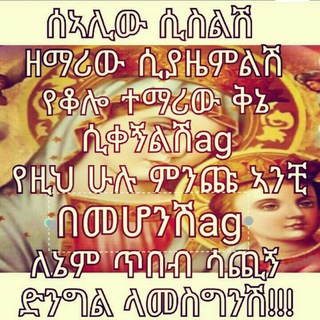 ሰኣሊው ሲስልሽ
ዘማሪው ሲያዜምልሽ
የቆሎ ተማሪው ቅኔ
ሲቀኝልሽag
የዚህ ሁሉ ምንጩ ኣንቺ
በመሆንሽag
ለኔም ጥበብ ሳጪኝ
ድንግል ላመስግንሽ!!!